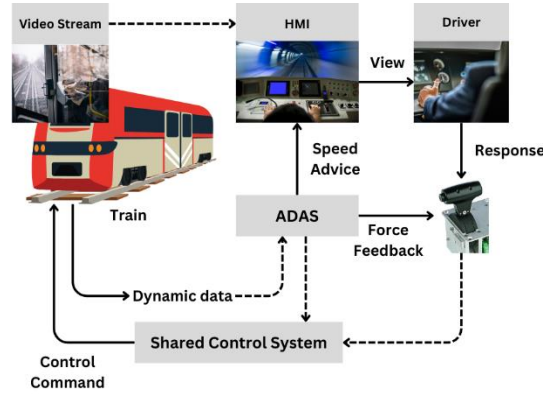 Video Stream
HMI
Driver
View
Speed
Advice
Response
Train
ADAS
Force
Feedback
Dynamic data
Shared Control System
Control
Command